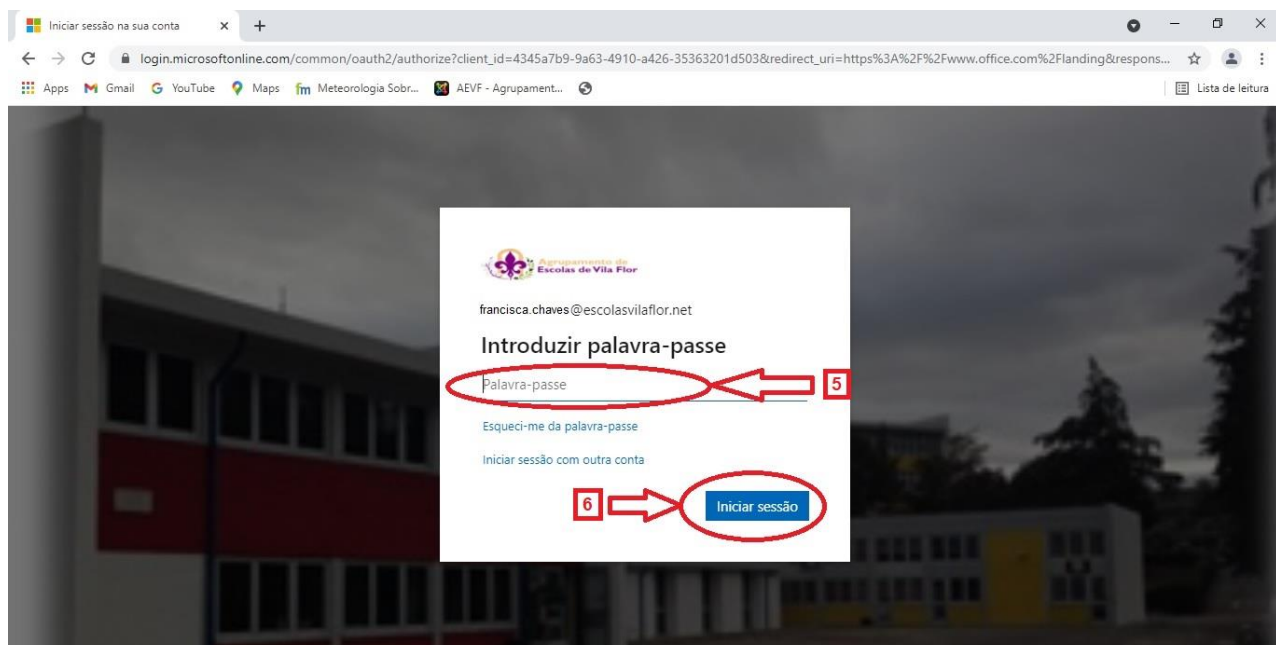 Iniciar sessão na sua conta
login.microsoftonline.com/common/oauth2/authorize?client_id=4345a7b9-9a63-4910-a426-35363201d503&redirect_uri=https%3A%2F%2Fwww.office.com%2Flanding&respons...
Apps Gmail YouTube Maps fm Meteorologia Sobr... AEVF - Agrupament... Lista de leitura
Agrupamento de
Escolas de Vila Flor
francisca.chaves@escolasvilaflor.net
Introduzir palavra-passe
Palavra-passe 5
Esqueci-me da palavra-passe
Iniciar sessão com outra conta
6 Iniciar sessão